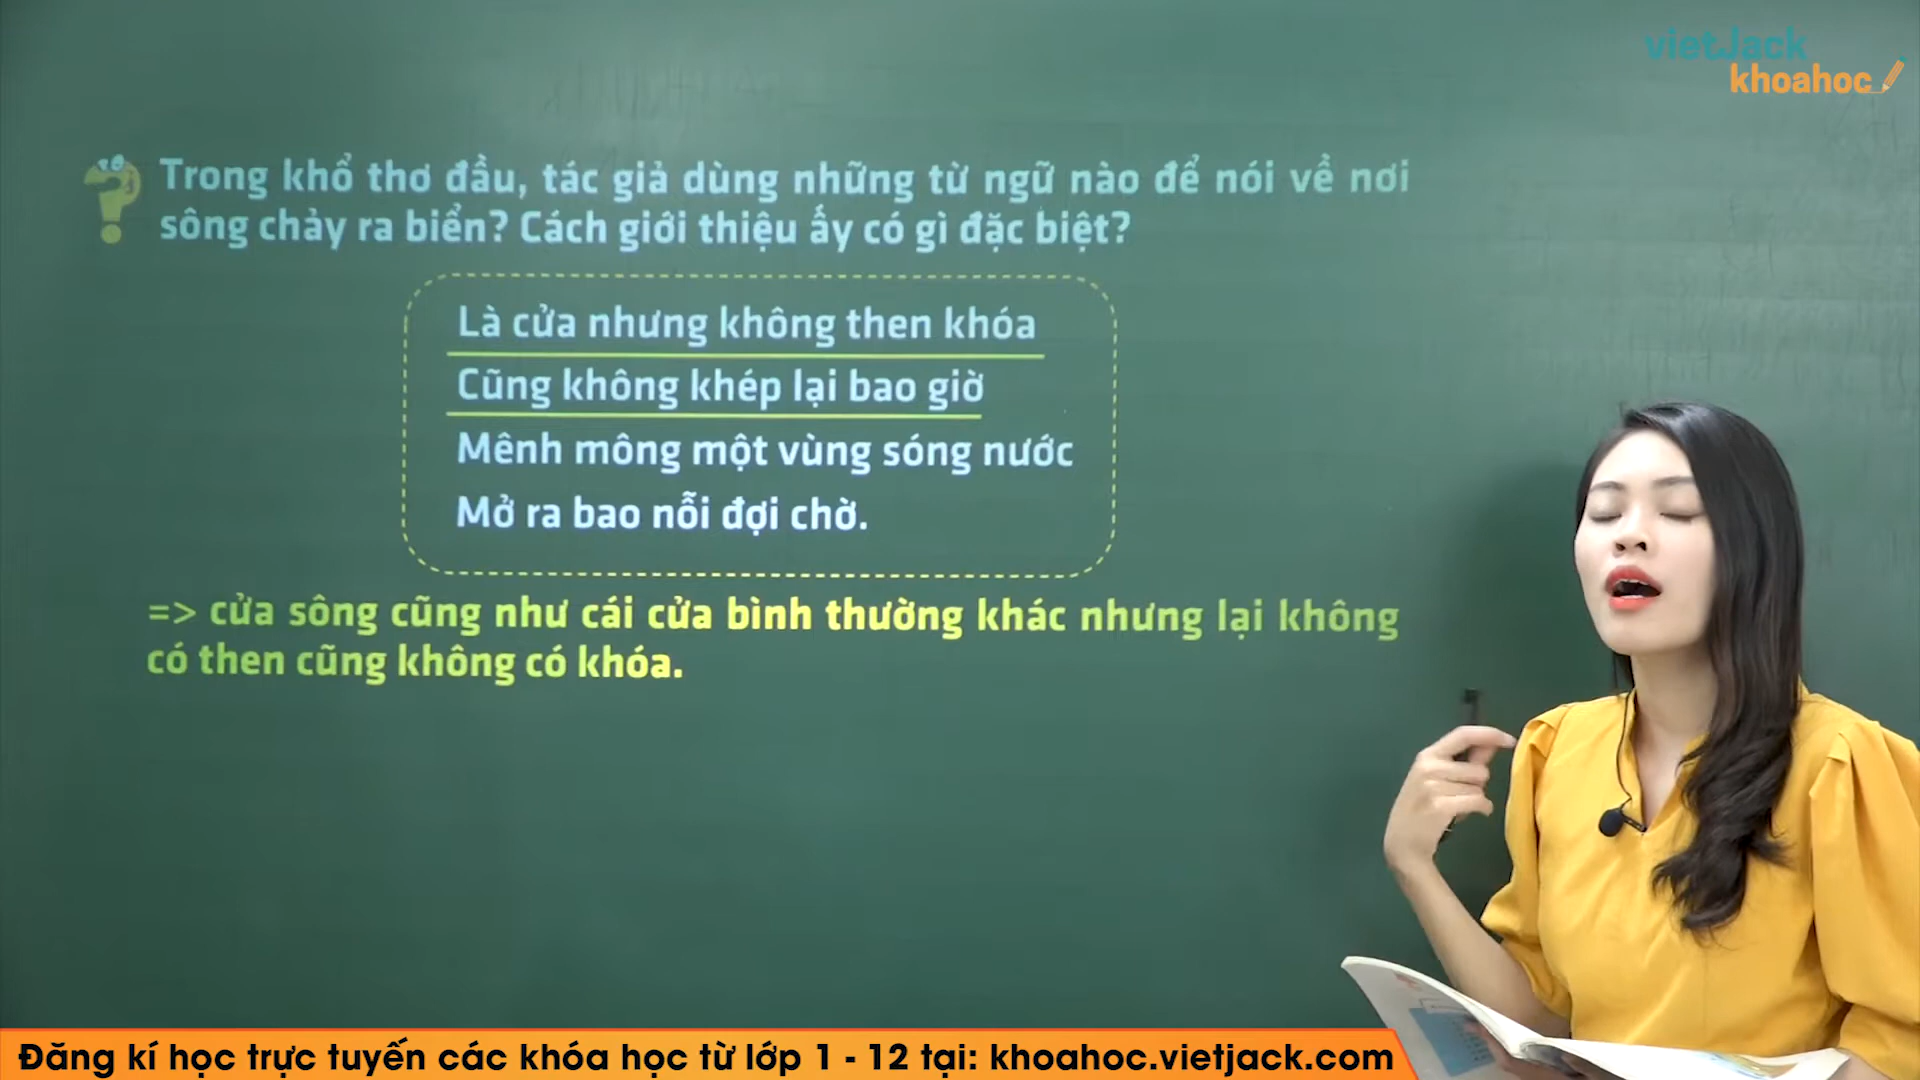 vietJack
khoahoc
Trong khổ thơ đầu, tác giả dùng những từ ngữ nào để nói về nơi
sông chảy ra biển? Cách giới thiệu ấy có gì đặc biệt?
Là cửa nhưng không then khóa
Cũng không khép lại bao giờ
Mênh mông một vùng sóng nước
Mở ra bao nỗi đợi chờ.
=> cửa sông cũng như cái cửa bình thường khác nhưng lại không
có then cũng không có khóa.
Đăng kí học trực tuyến các khóa học từ lớp 1 - 12 tại: khoahoc.vietjack.com